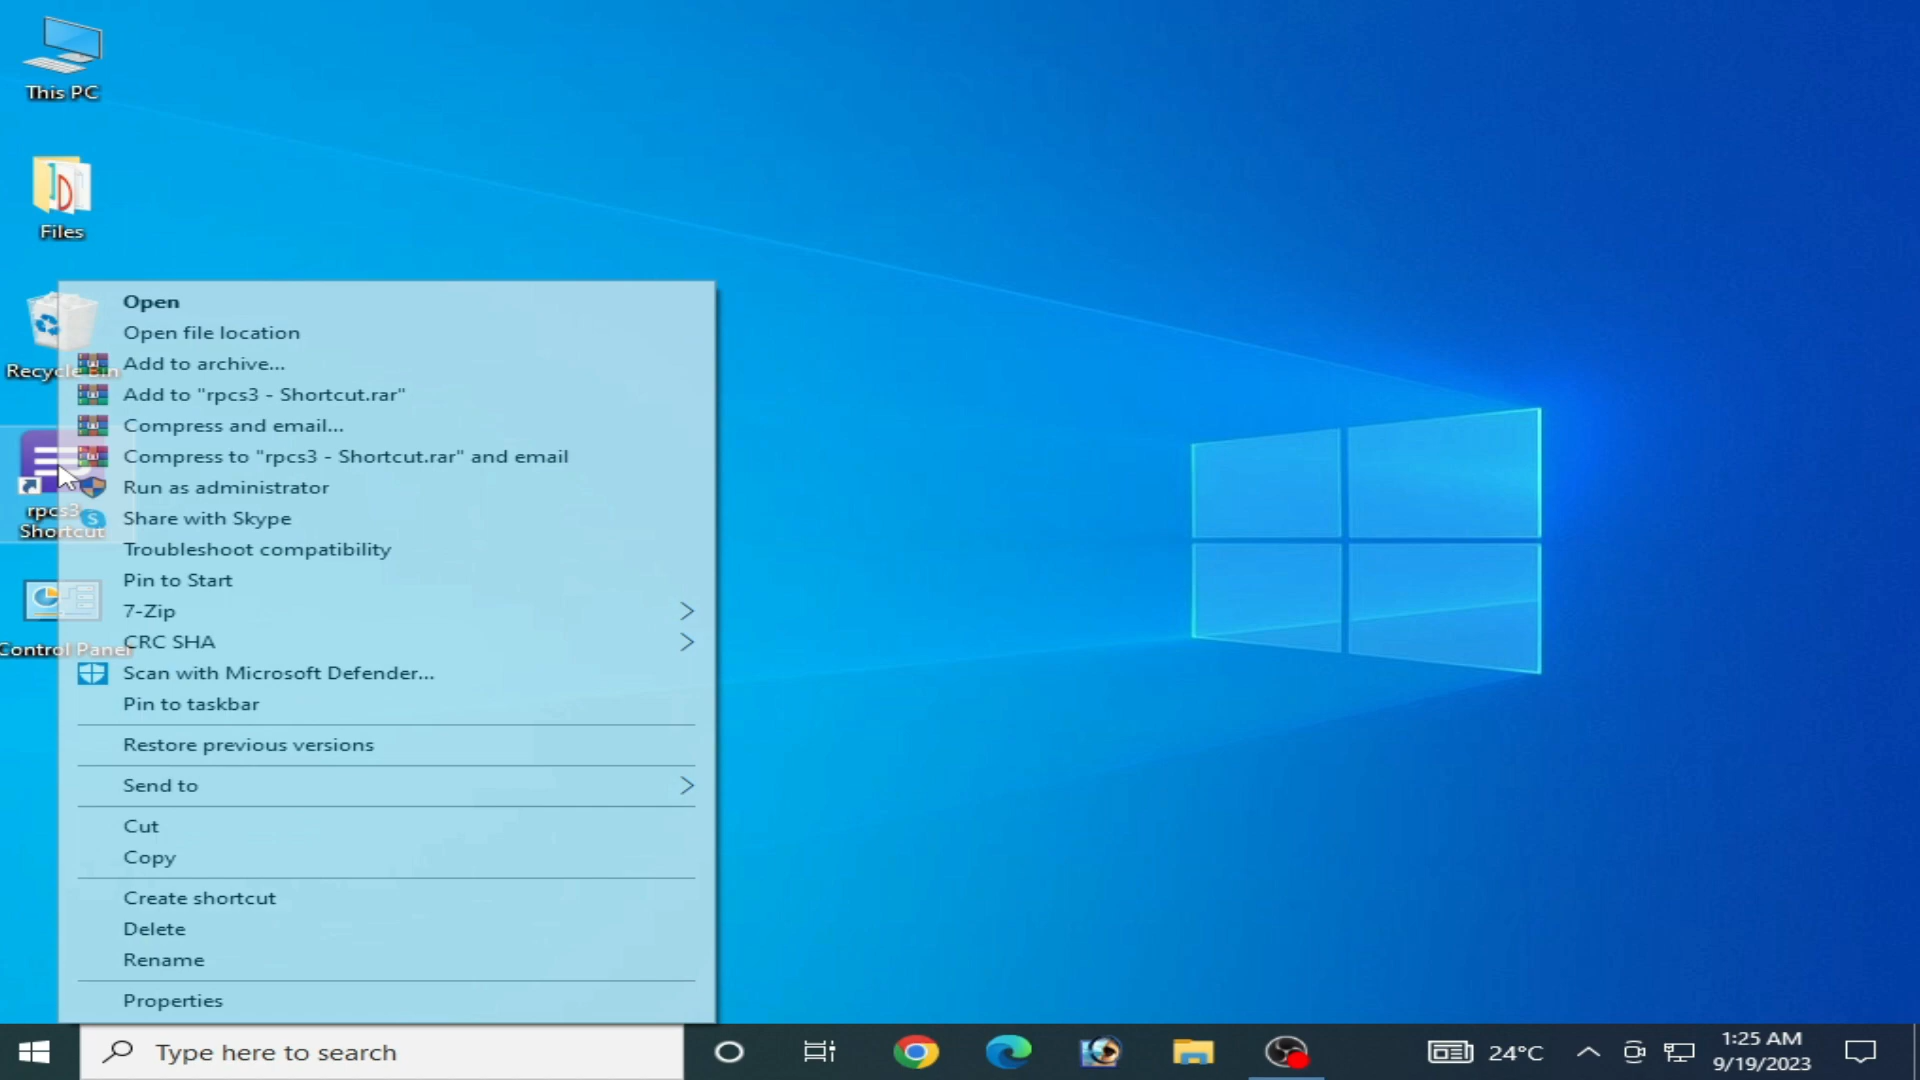 This PC
Files
Recycle Bin
rpcs3
Shortcut
Control Panel
Open
Open file location
Add to archive...
Add to "rpcs3 - Shortcut.rar"
Compress and email...
Compress to "rpcs3 - Shortcut.rar" and email
Run as administrator
Share with Skype
Troubleshoot compatibility
Pin to Start
7-Zip
CRC SHA
Scan with Microsoft Defender...
Pin to taskbar
Restore previous versions
Send to
Cut
Copy
Create shortcut
Delete
Rename
Properties
Type here to search
24°C
1:25 AM
9/19/2023